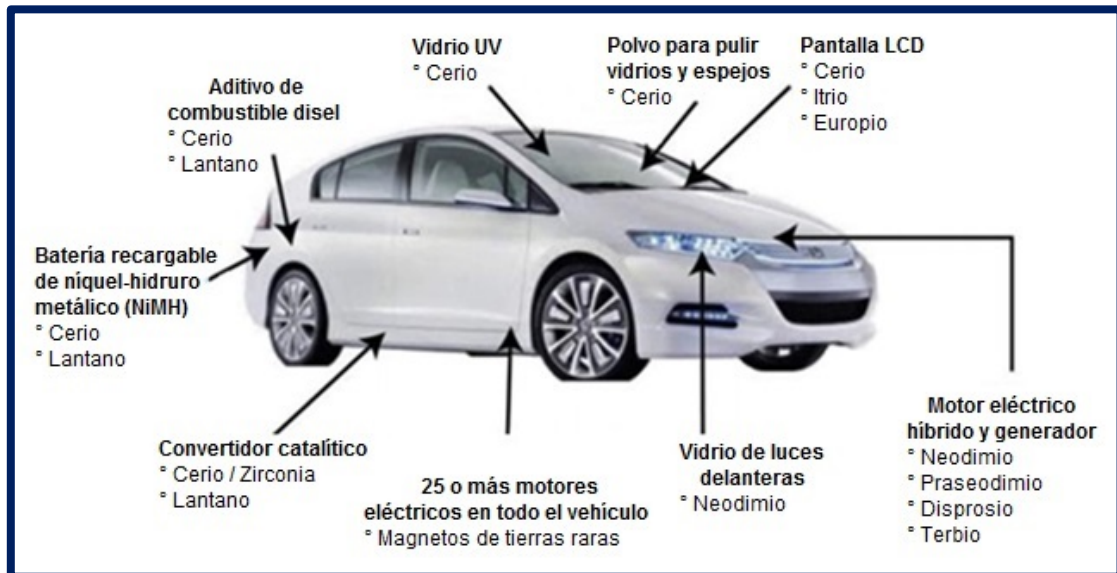 Vidrio UV
° Cerio
Polvo para pulir
vidrios y espejos
° Cerio
Pantalla LCD
° Cerio
° Itrio
° Europio
Aditivo de
combustible disel
° Cerio
° Lantano
Batería recargable
de níquel-hidruro
metálico (NiMH)
° Cerio
° Lantano
Convertidor catalítico
° Cerio / Zirconia
° Lantano
25 o más motores
eléctricos en todo el vehículo
° Magnetos de tierras raras
Vidrio de luces
delanteras
° Neodimio
Motor eléctrico
híbrido y generador
° Neodimio
° Praseodimio
° Disprosio
° Terbio